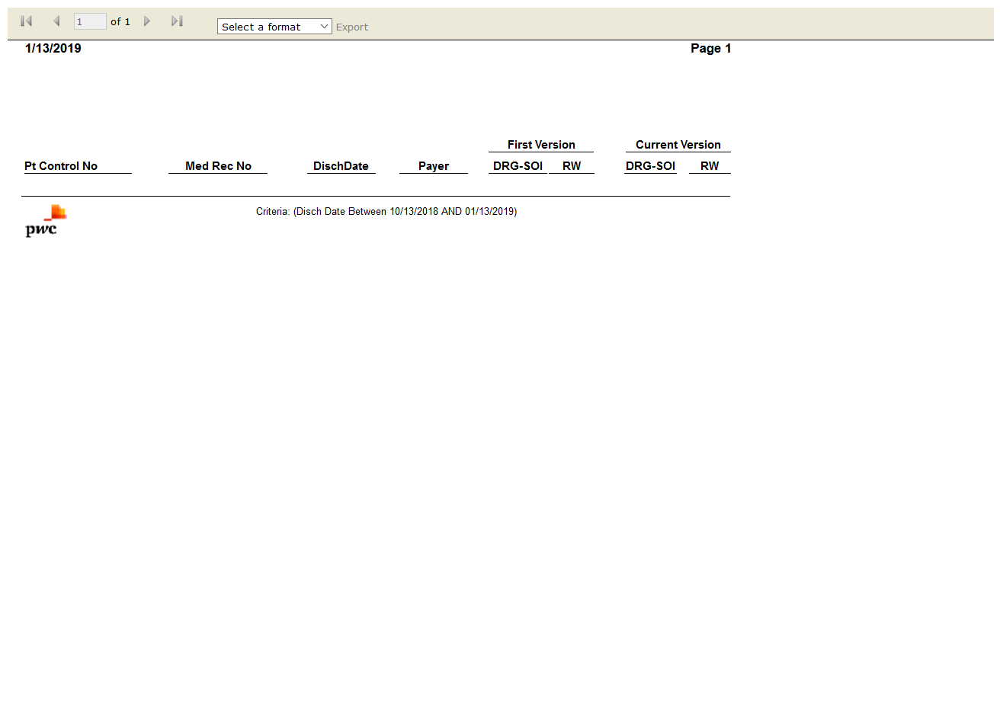 1 of 1 Select a format Export
1/13/2019 Page 1
First Version Current Version
Pt Control No Med Rec No DischDate Payer DRG-SOI RW DRG-SOI RW
Criteria: (Disch Date Between 10/13/2018 AND 01/13/2019)
pwc